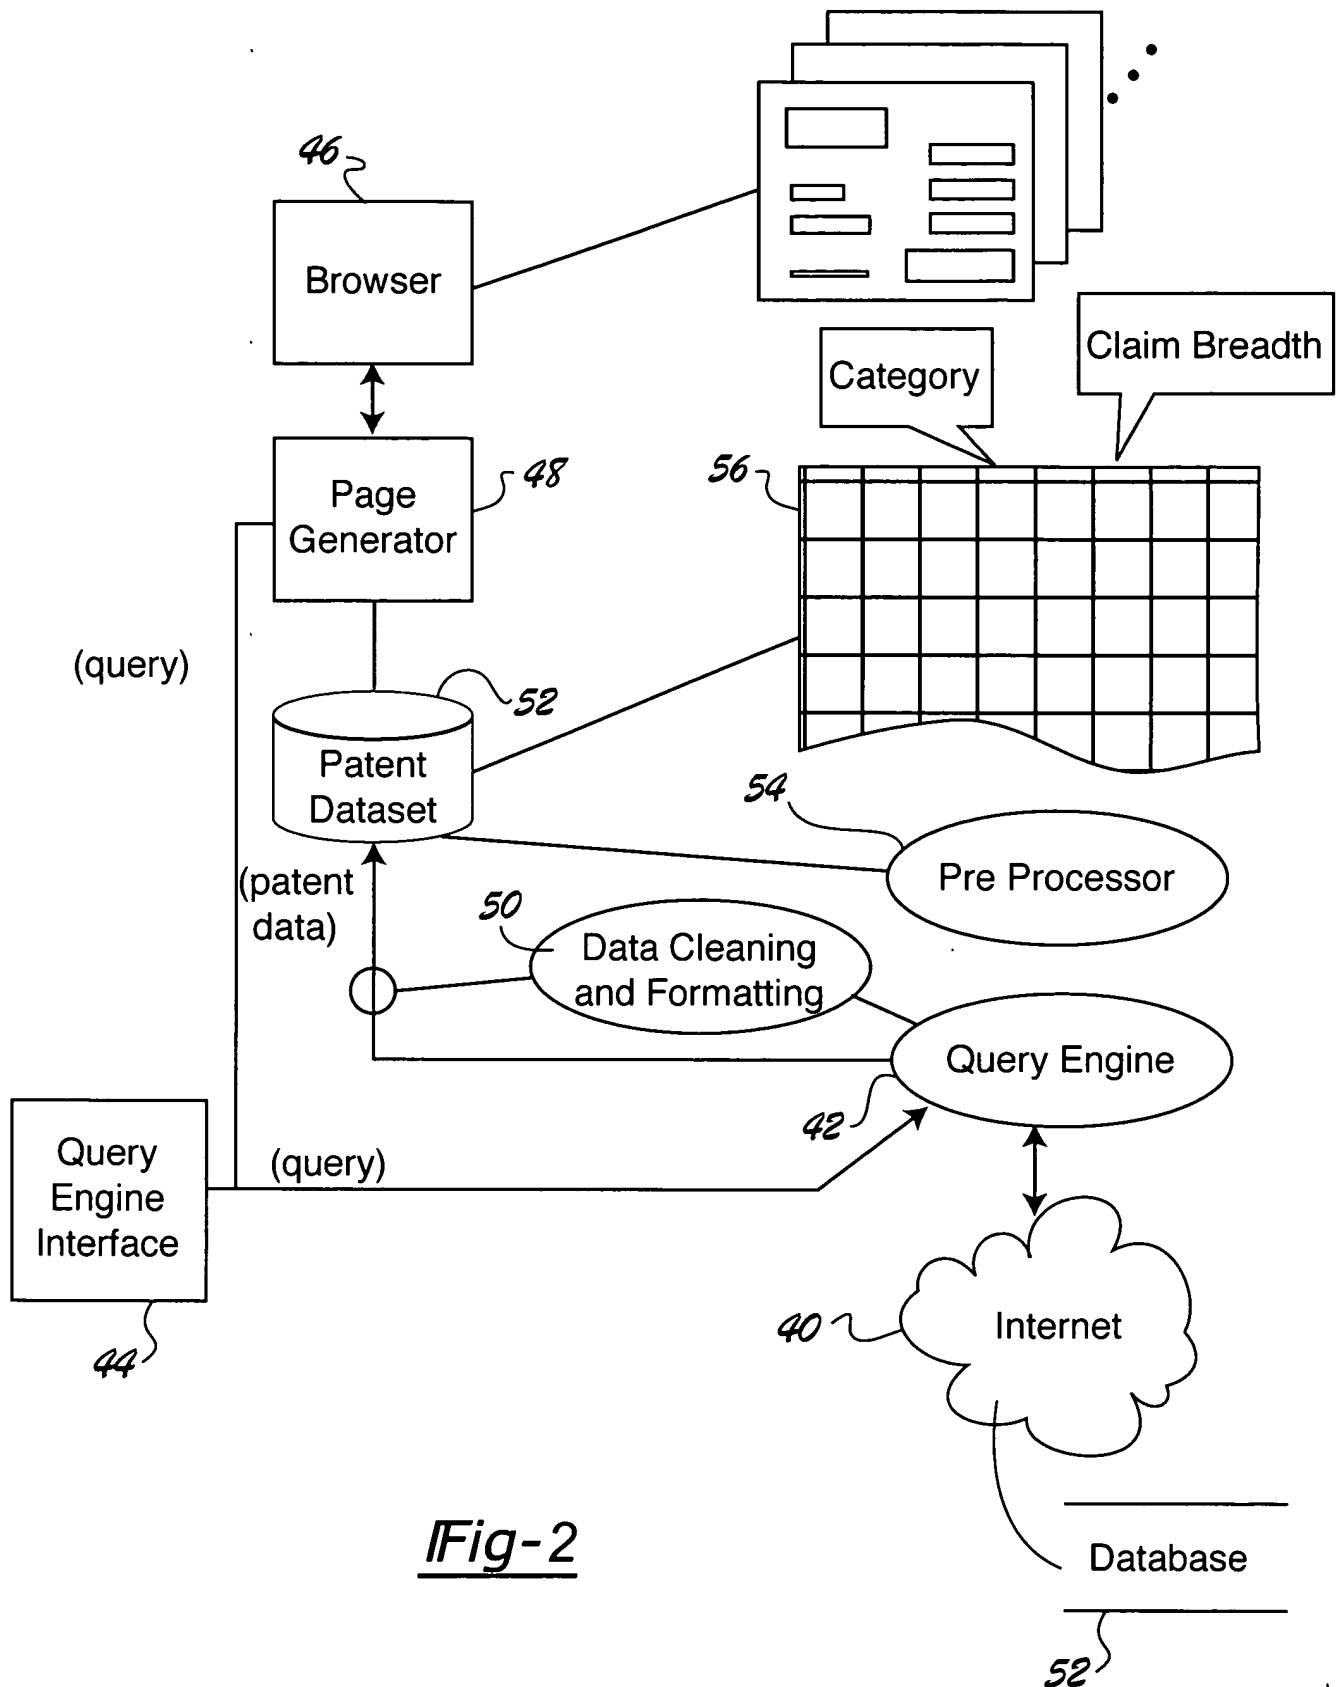 46
Browser
Category
Claim Breadth
Page
Generator
48
56
(query)
52
Patent
Dataset
54
Pre Processor
(patent
data)
50
Data Cleaning
and Formatting
Query Engine
42
Query
Engine
Interface
(query)
44
40
Internet
Fig-2
Database
52